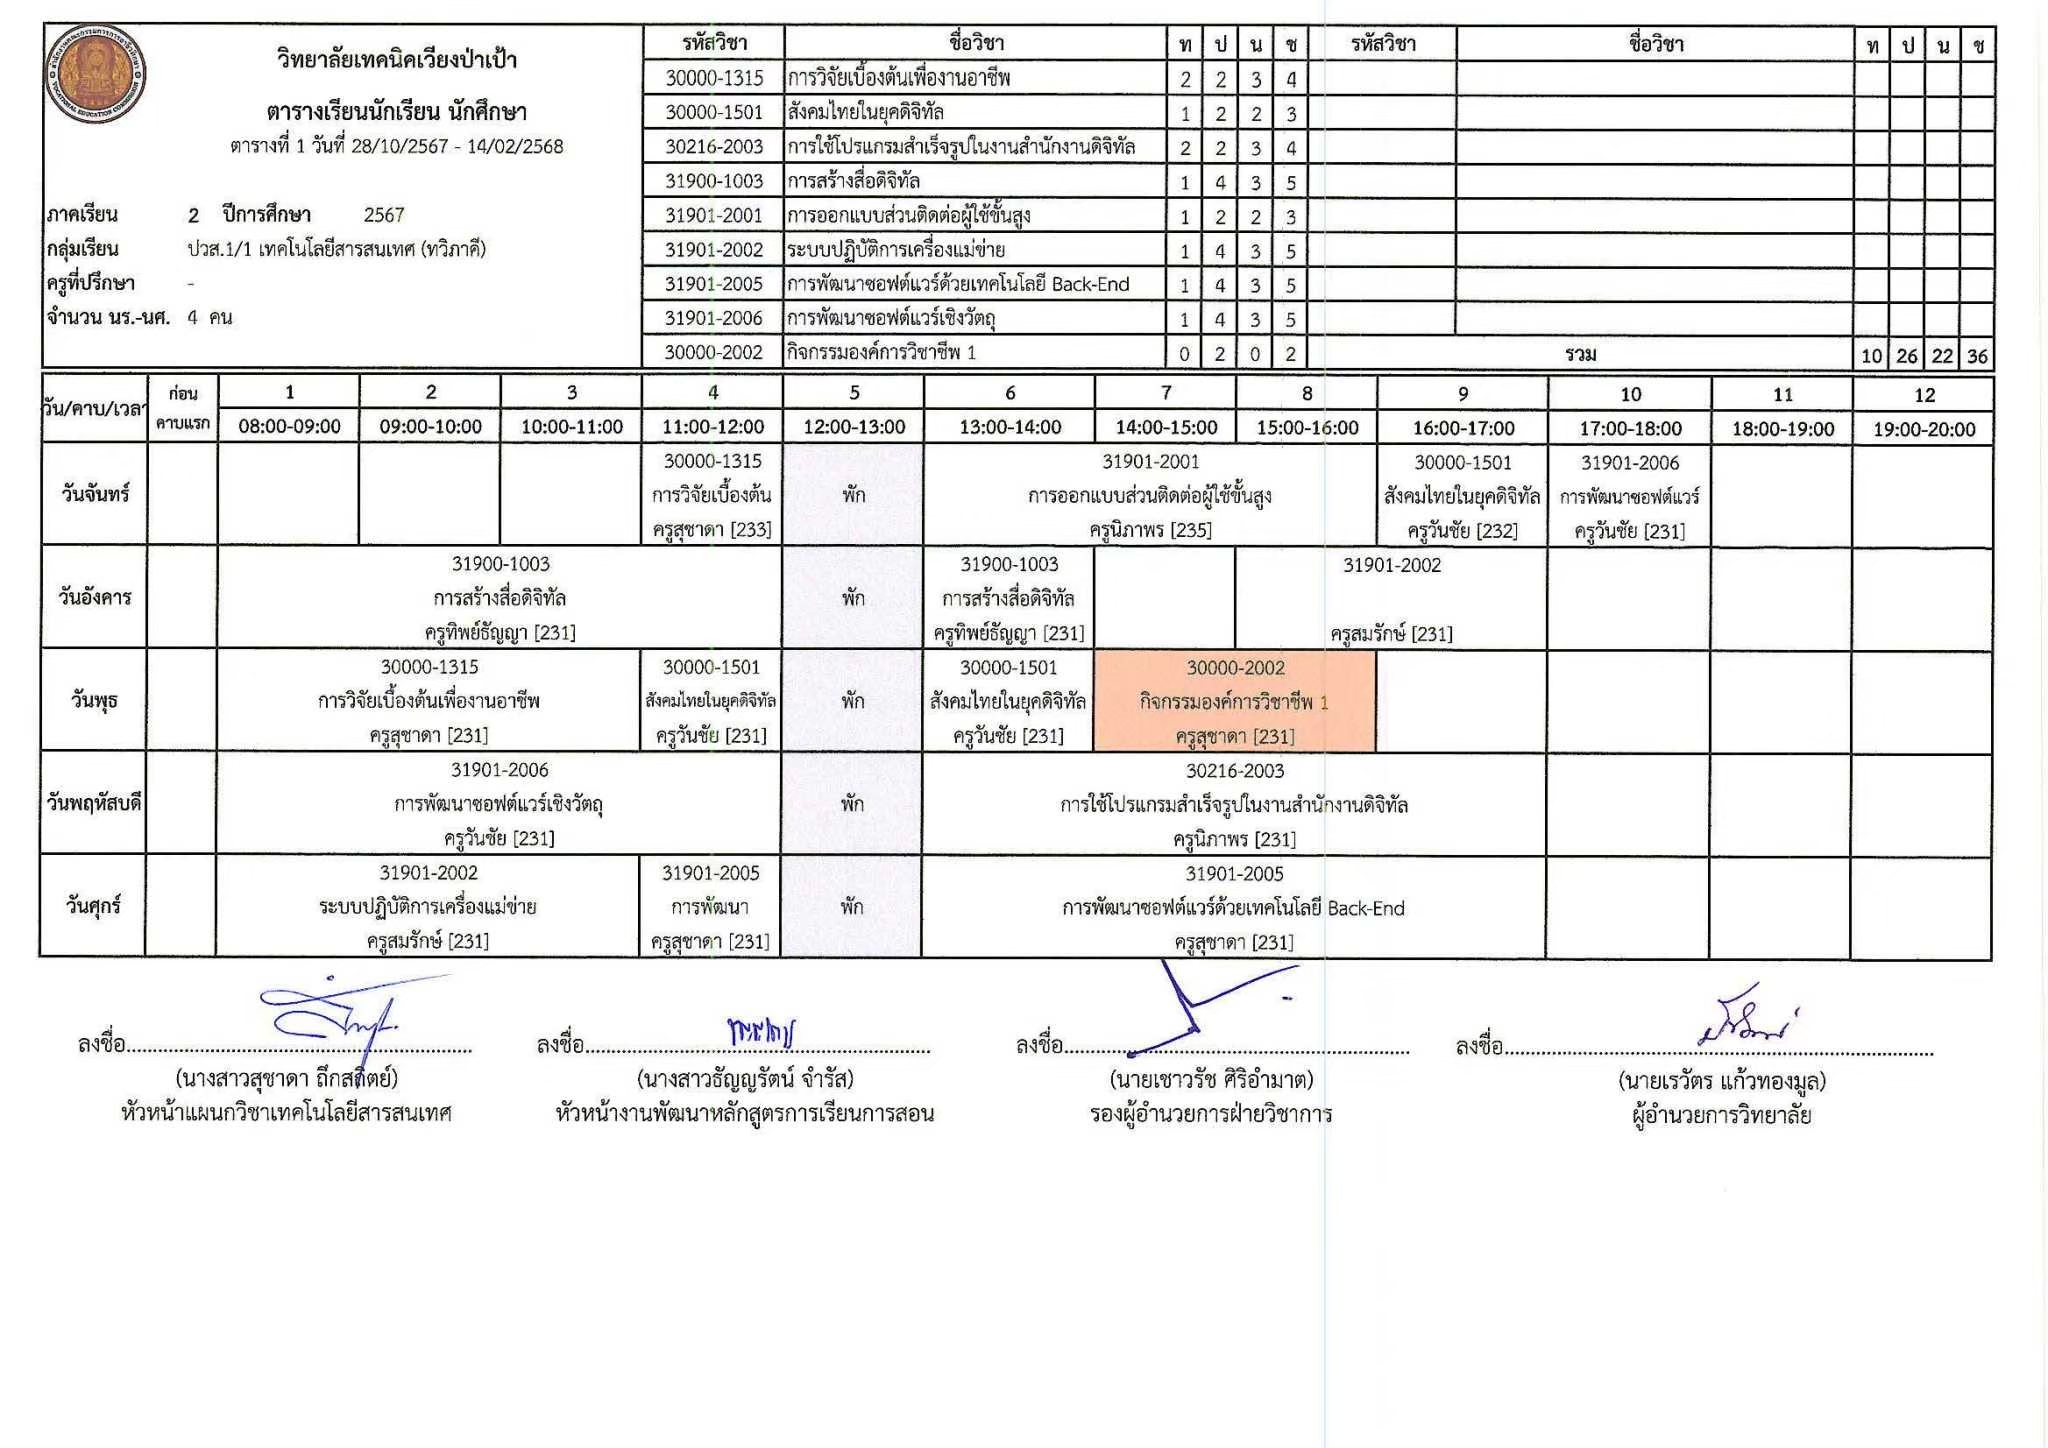 วิทยาลัยเทคนิคเวียงป่าเป้า
ตารางเรียนนักเรียน นักศึกษา
ตารางที่ 1 วันที่ 28/10/2567 - 14/02/2568
ภาคเรียน 2 ปีการศึกษา 2567
กลุ่มเรียน ปวส.1/1 เทคโนโลยีสารสนเทศ (ทวิภาคี)
ครูที่ปรึกษา -
จำนวน นร.-นศ. 4 คน
รหัสวิชา ชื่อวิชา ท ป น ช รหัสวิชา ชื่อวิชา ท ป น ช
30000-1315 การวิจัยเบื้องต้นเพื่องานอาชีพ 2 2 3 4
30000-1501 สังคมไทยในยุคดิจิทัล 1 2 2 3
30216-2003 การใช้โปรแกรมสำเร็จรูปในงานสำนักงานดิจิทัล 2 2 3 4
31900-1003 การสร้างสื่อดิจิทัล 1 4 3 5
31901-2001 การออกแบบส่วนติดต่อผู้ใช้ขั้นสูง 1 2 2 3
31901-2002 ระบบปฏิบัติการเครื่องแม่ข่าย 1 4 3 5
31901-2005 การพัฒนาซอฟต์แวร์ด้วยเทคโนโลยี Back-End 1 4 3 5
31901-2006 การพัฒนาซอฟต์แวร์เชิงวัตถุ 1 4 3 5
30000-2002 กิจกรรมองค์การวิชาชีพ 1 0 2 0 2 รวม 10 26 22 36
วัน/คาบ/เวลา ก่อน 1 2 3 4 5 6 7 8 9 10 11 12
คาบแรก 08:00-09:00 09:00-10:00 10:00-11:00 11:00-12:00 12:00-13:00 13:00-14:00 14:00-15:00 15:00-16:00 16:00-17:00 17:00-18:00 18:00-19:00 19:00-20:00
30000-1315 31901-2001 30000-1501 31901-2006
วันจันทร์ การวิจัยเบื้องต้น พัก การออกแบบส่วนติดต่อผู้ใช้ขั้นสูง สังคมไทยในยุคดิจิทัล การพัฒนาซอฟต์แวร์
ครูสุชาดา [233] ครูนิภาพร [235] ครูวันชัย [232] ครูวันชัย [231]
31900-1003 31900-1003 31901-2002
วันอังคาร การสร้างสื่อดิจิทัล พัก การสร้างสื่อดิจิทัล
ครูทิพย์ธัญญา [231] ครูทิพย์ธัญญา [231] ครูสมรักษ์ [231]
30000-1315 30000-1501 30000-1501 30000-2002
วันพุธ การวิจัยเบื้องต้นเพื่องานอาชีพ สังคมไทยในยุคดิจิทัล พัก สังคมไทยในยุคดิจิทัล กิจกรรมองค์การวิชาชีพ 1
ครูสุชาดา [231] ครูวันชัย [231] ครูวันชัย [231] ครูสุชาดา [231]
31901-2006 30216-2003
วันพฤหัสบดี การพัฒนาซอฟต์แวร์เชิงวัตถุ พัก การใช้โปรแกรมสำเร็จรูปในงานสำนักงานดิจิทัล
ครูวันชัย [231] ครูนิภาพร [231]
31901-2002 31901-2005 31901-2005
วันศุกร์ ระบบปฏิบัติการเครื่องแม่ข่าย การพัฒนา พัก การพัฒนาซอฟต์แวร์ด้วยเทคโนโลยี Back-End
ครูสมรักษ์ [231] ครูสุชาดา [231] ครูสุชาดา [231]
ลงชื่อ ลงชื่อ ลงชื่อ ลงชื่อ
(นางสาวสุชาดา ถึกสถิตย์) (นางสาวธัญญรัตน์ จำรัส) (นายเชาวรัช ศิริอำมาต) (นายเรวัตร แก้วทองมูล)
หัวหน้าแผนกวิชาเทคโนโลยีสารสนเทศ หัวหน้างานพัฒนาหลักสูตรการเรียนการสอน รองผู้อำนวยการฝ่ายวิชาการ ผู้อำนวยการวิทยาลัย